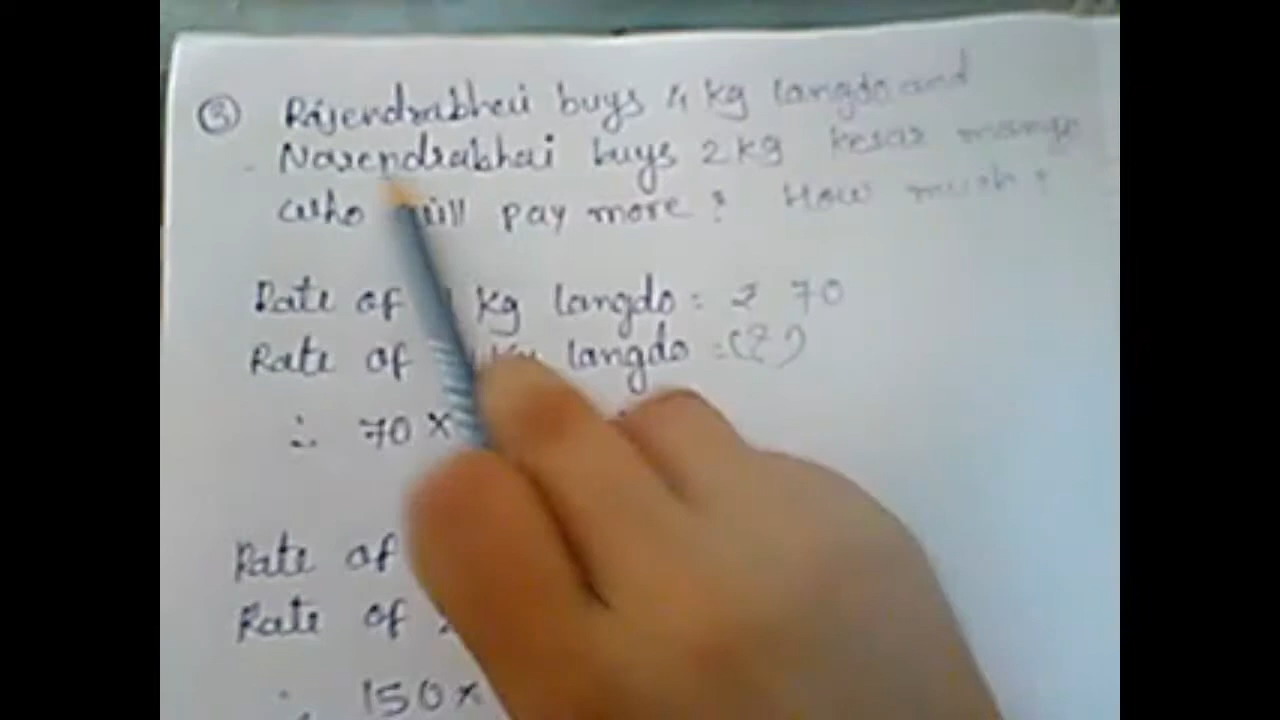 ③ Rajendrabhai buys 4 kg langdo and
Narendrabhai buys 2 kg kesar mango
who will pay more? How much?
Rate of kg langdo = ₹ 70
Rate of langdo = (?)
∴ 70 ×
Rate of
Rate of
∴ 150 ×